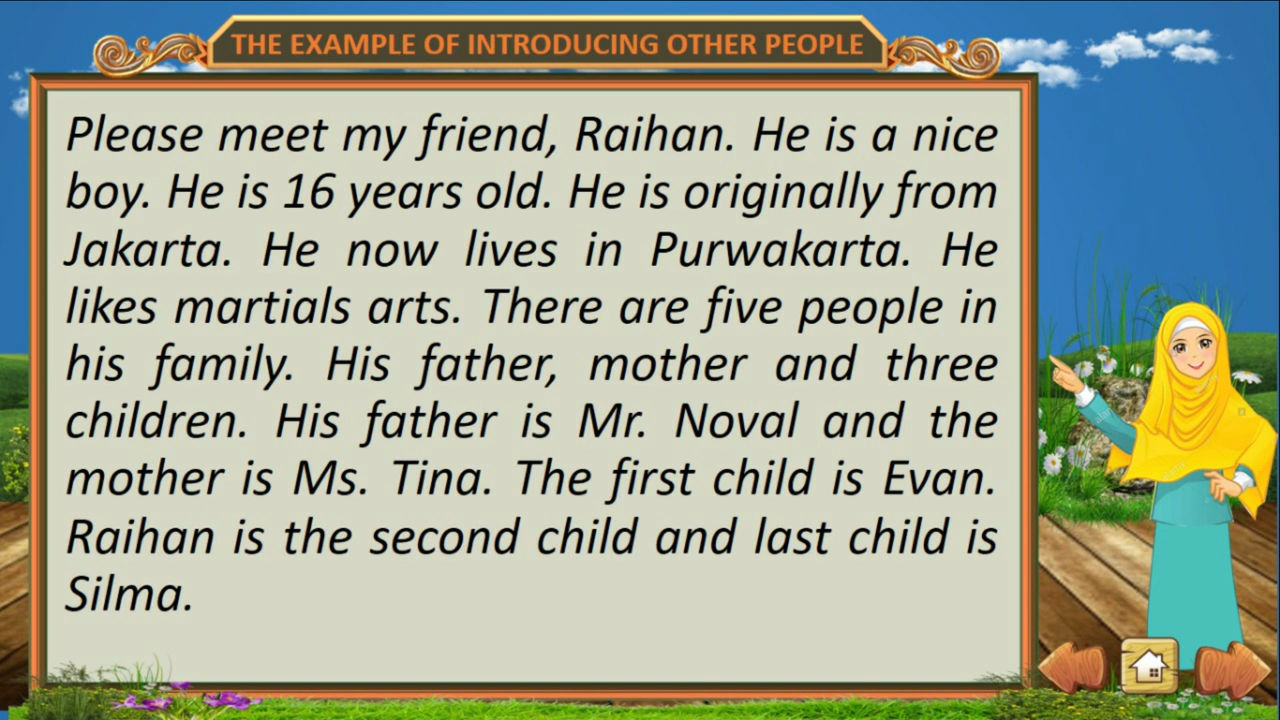 THE EXAMPLE OF INTRODUCING OTHER PEOPLE
Please meet my friend, Raihan. He is a nice
boy. He is 16 years old. He is originally from
Jakarta. He now lives in Purwakarta. He
likes martials arts. There are five people in
his family. His father, mother and three
children. His father is Mr. Noval and the
mother is Ms. Tina. The first child is Evan.
Raihan is the second child and last child is
Silma.